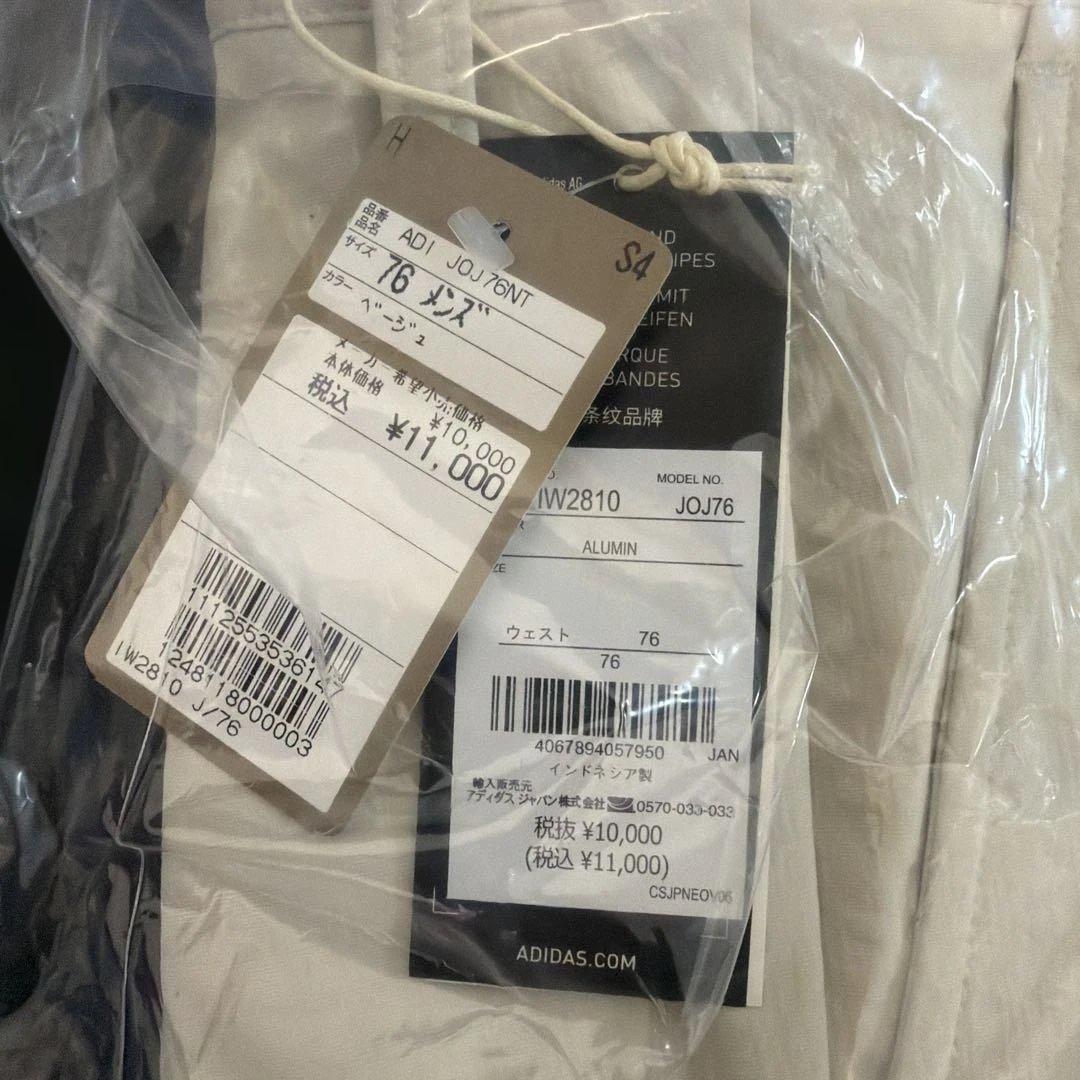 H
S4
品番
品名
ADI JOJ76NT
サイズ
76 メンズ
カラー
ベージュ
メーカー希望小売価格
本体価格 ¥10,000
税込 ¥11,000
1112553536147
1248118000003
IW2810 J/76
das AG
ND
IPES
MIT
EIFEN
RQUE
BANDES
条纹品牌
IW2810
MODEL NO.
JOJ76
ALUMIN
ZE
ウェスト 76
76
4067894057950 JAN
インドネシア製
輸入販売元
アディダス ジャパン株式会社 0570-033-033
税抜 ¥10,000
(税込 ¥11,000)
CSJPNEOV06
ADIDAS.COM